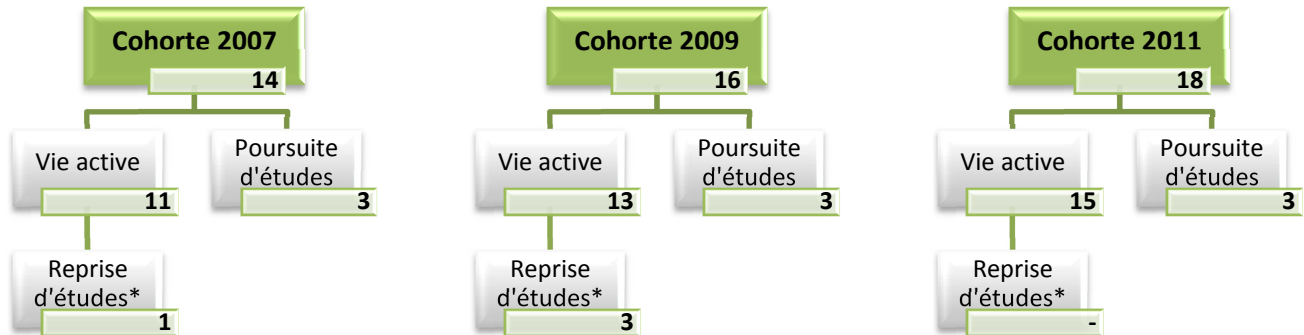 Cohorte 2007
14
Vie active
11
Poursuite
d'études
3
Reprise
d'études*
1
Cohorte 2009
16
Vie active
13
Poursuite
d'études
3
Reprise
d'études*
3
Cohorte 2011
18
Vie active
15
Poursuite
d'études
3
Reprise
d'études*
-